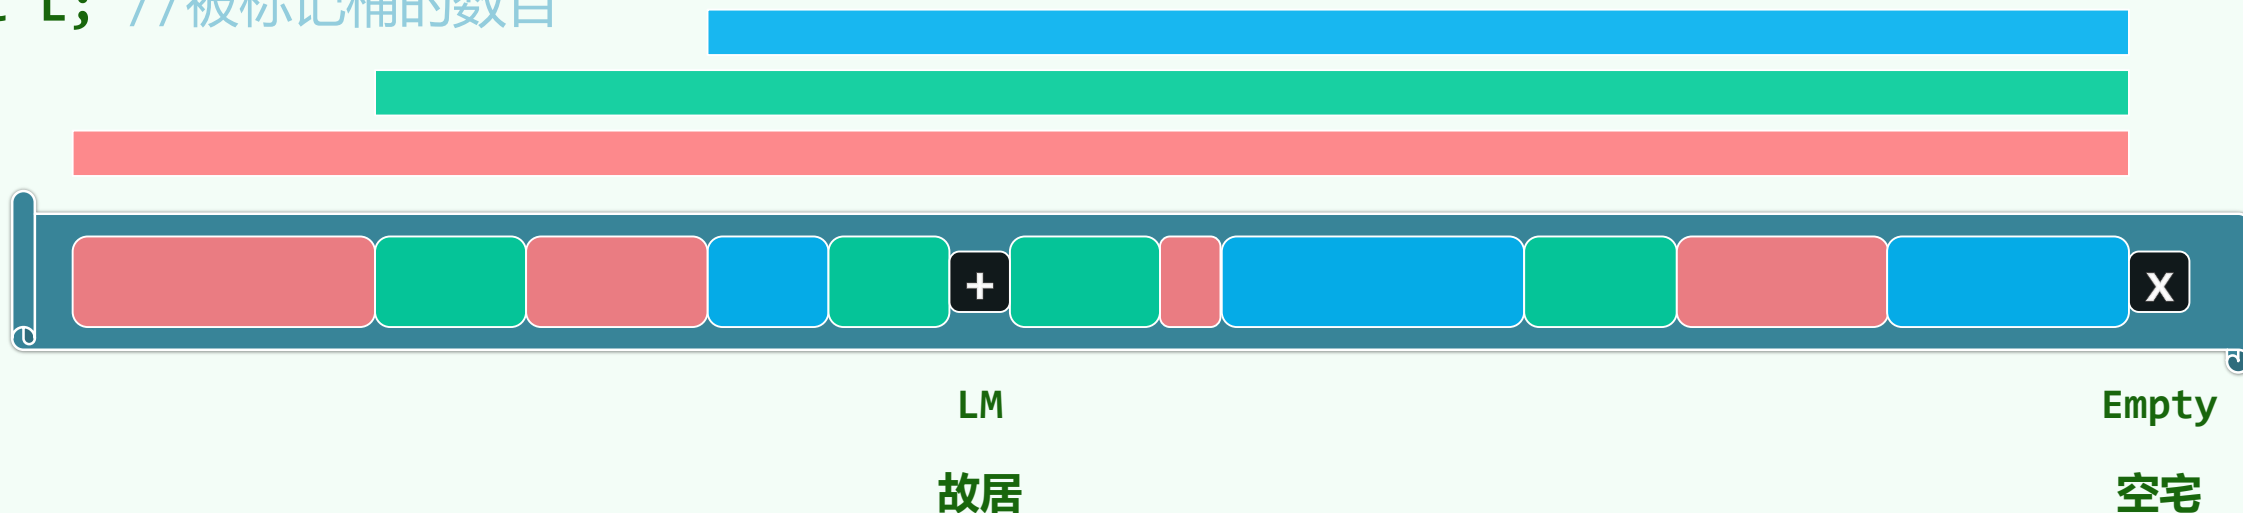 L; //被标记桶的数目
+
x
LM
Empty
故居
空宅